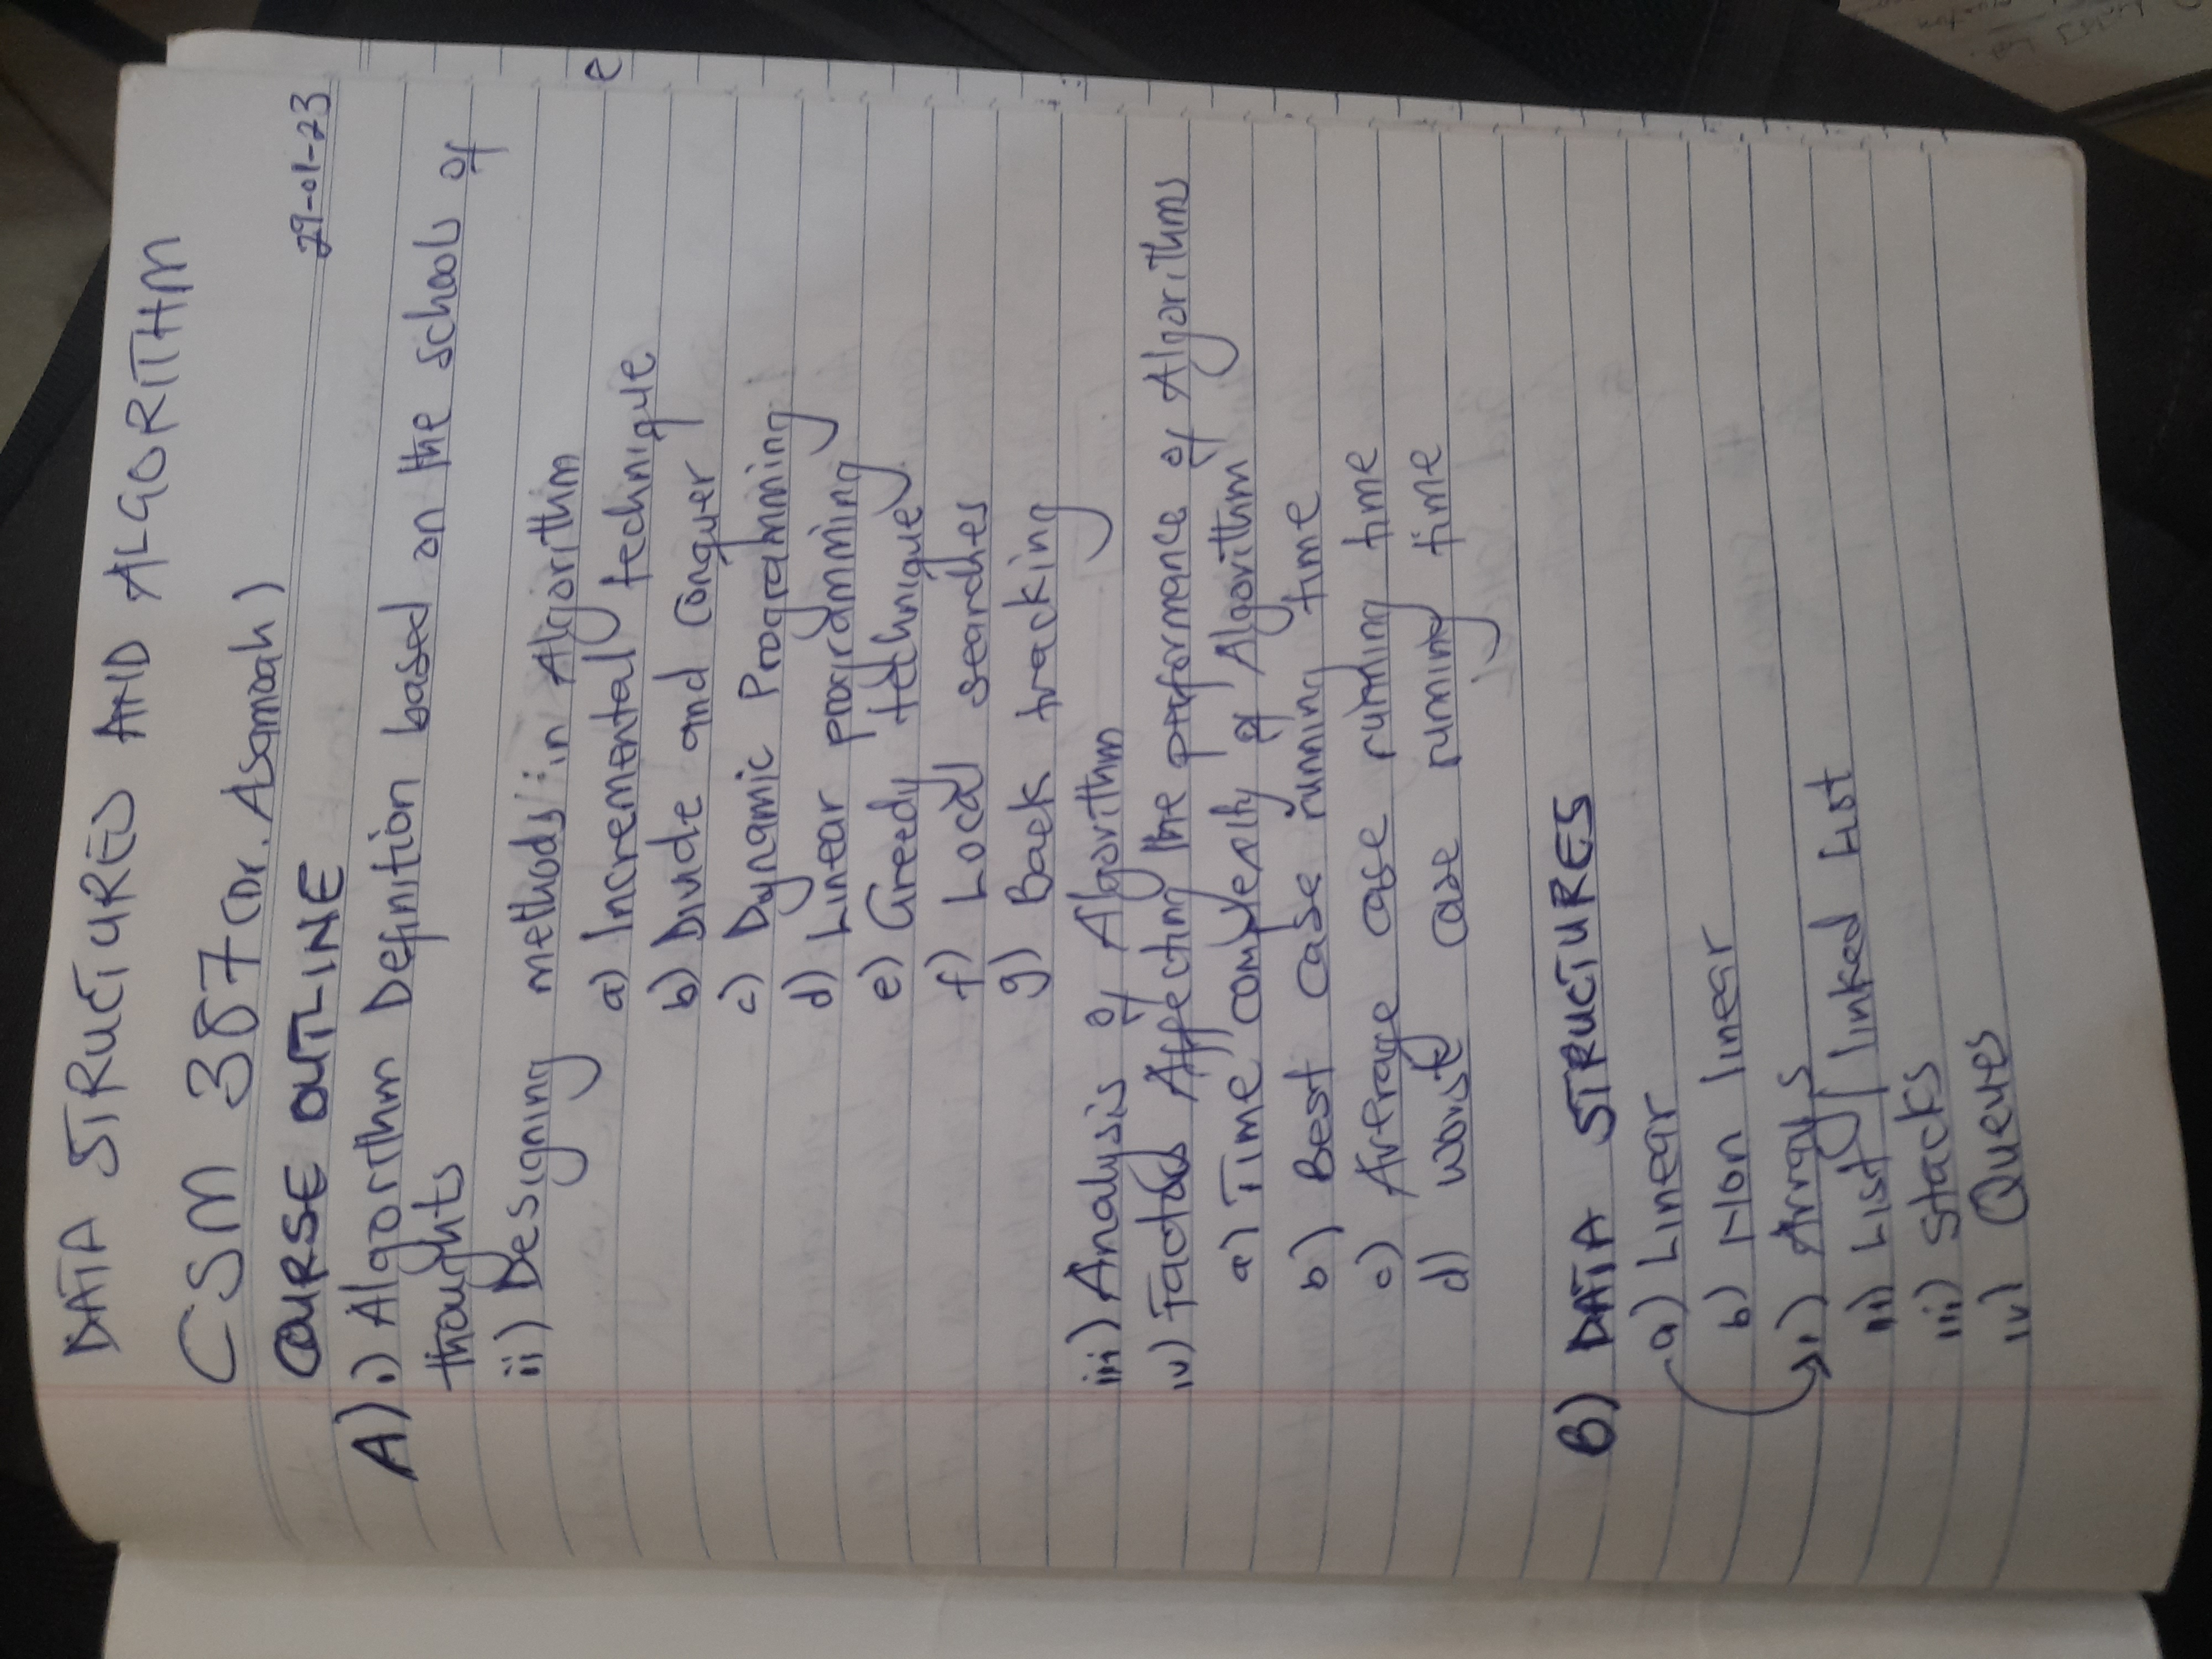 DATA STRUCTURES AND ALGORITHM
CSM 387 (Dr. Asamoah)
COURSE OUTLINE
29-01-23
A) i) Algorithm Definition based on the schools of
thoughts
ii) Designing methods in Algorithm
a) Incremental technique
b) Divide and Conquer
c) Dynamic Programming
d) Linear programming
e) Greedy technique
f) Local searches
g) Back tracking
iii) Analysis of Algorithm
iv) Factors Affecting the performance of Algorithms
a) Time complexity of Algorithm
b) Best case running time
c) Average case running time
d) worst case running time
B) DATA STRUCTURES
a) Linear
b) Non linear
i) Arrays
ii) List / linked List
iii) Stacks
iv) Queues